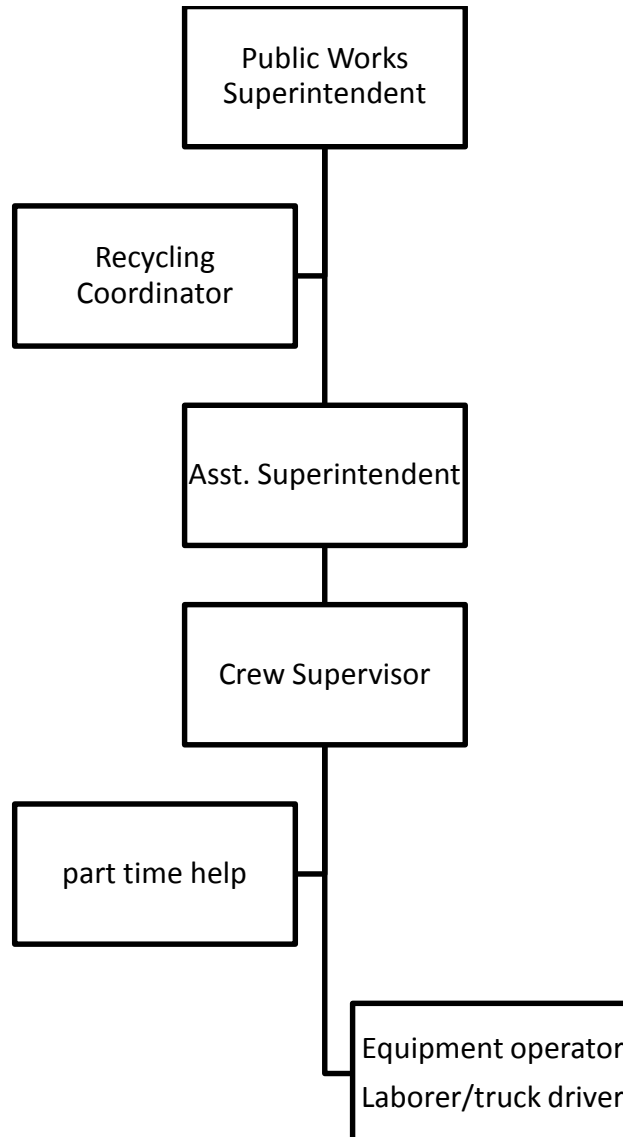 Public Works
Superintendent
Recycling
Coordinator
Asst. Superintendent
Crew Supervisor
part time help
Equipment operator
Laborer/truck driver